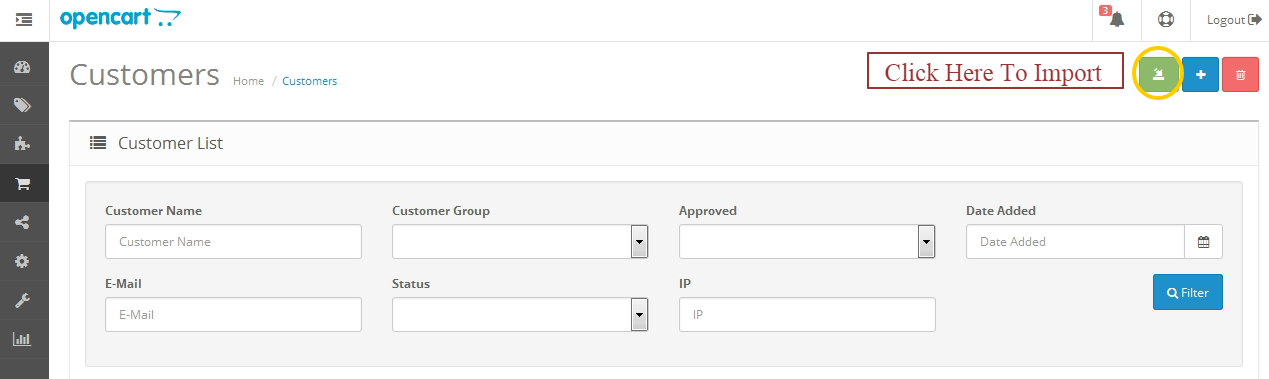 opencart
3
Logout
Customers
Home / Customers
Click Here To Import
Customer List
Customer Name
Customer Group
Approved
Date Added
Customer Name
Date Added
E-Mail
Status
IP
E-Mail
IP
Filter